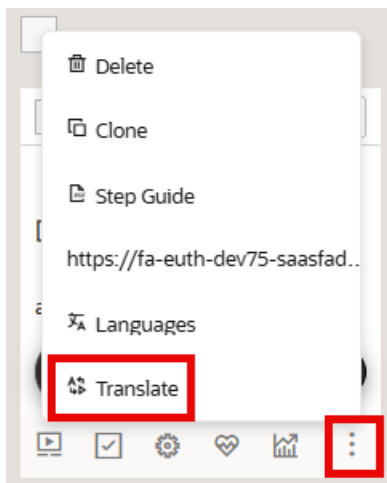 Delete
Clone
Step Guide
https://fa-euth-dev75-saasfad..
Languages
Translate